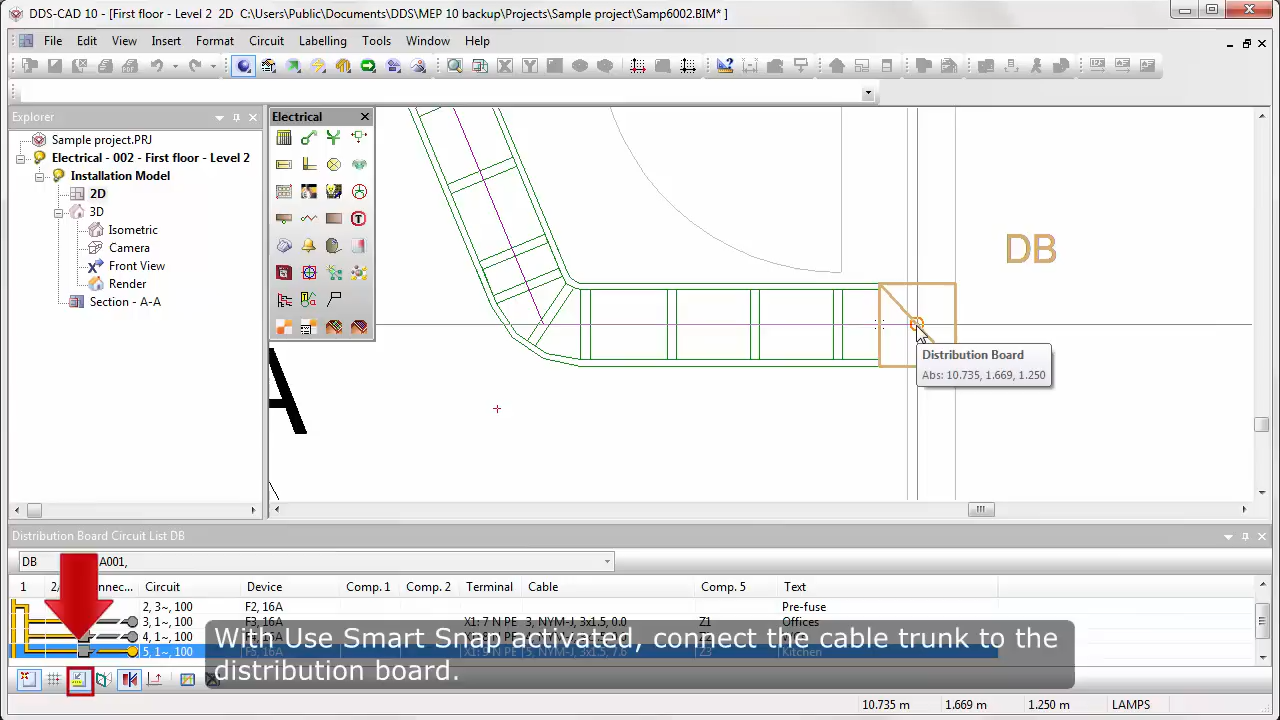 DDS-CAD 10 - [First floor - Level 2 2D C:\Users\Public\Documents\DDS\MEP 10 backup\Projects\Sample project\Samp6002.BIM* ]
File Edit View Insert Format Circuit Labelling Tools Window Help
Explorer
Sample project.PRJ
Electrical - 002 - First floor - Level 2
Installation Model
2D
3D
Isometric
Camera
Front View
Render
Section - A-A
Electrical
DB
A
Distribution Board
Abs: 10.735, 1.669, 1.250
Distribution Board Circuit List DB
DB A001,
1 2/ Circuit Device Comp. 1 Comp. 2 Terminal Cable Comp. 5 Text
2, 3~, 100 F2, 16A Pre-fuse
3, 1~, 100 F3, 16A X1: 7 N PE 3, NYM-J, 3x1.5, 0.0 Z1 Offices
4, 1~, 100
5, 1~, 100 F5, 16A Z3 Kitchen
With Use Smart Snap activated, connect the cable trunk to the
distribution board.
10.735 m 1.669 m 1.250 m LAMPS